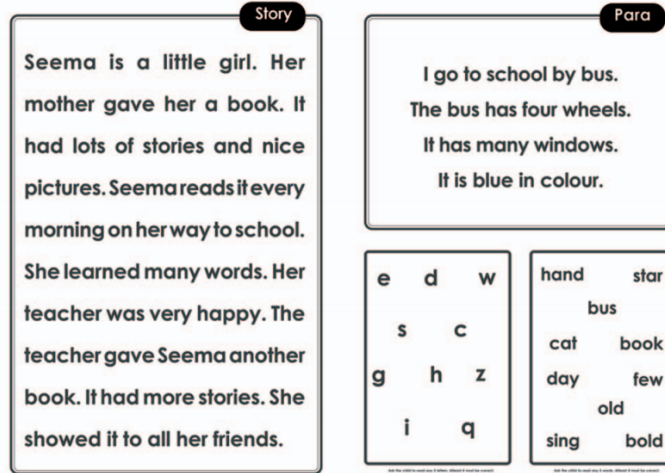 Story
Seema is a little girl. Her
mother gave her a book. It
had lots of stories and nice
pictures. Seema reads it every
morning on her way to school.
She learned many words. Her
teacher was very happy. The
teacher gave Seema another
book. It had more stories. She
showed it to all her friends.
Para
I go to school by bus.
The bus has four wheels.
It has many windows.
It is blue in colour.
e d w
s c
g h z
i q
hand star
bus
cat book
day few
old
sing bold